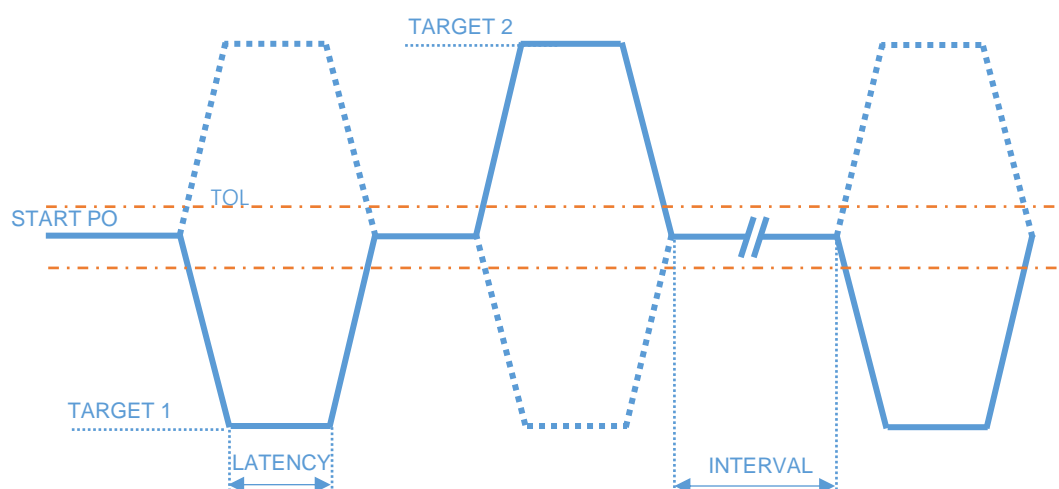 TARGET 2
TOL
START PO
TARGET 1
LATENCY
INTERVAL